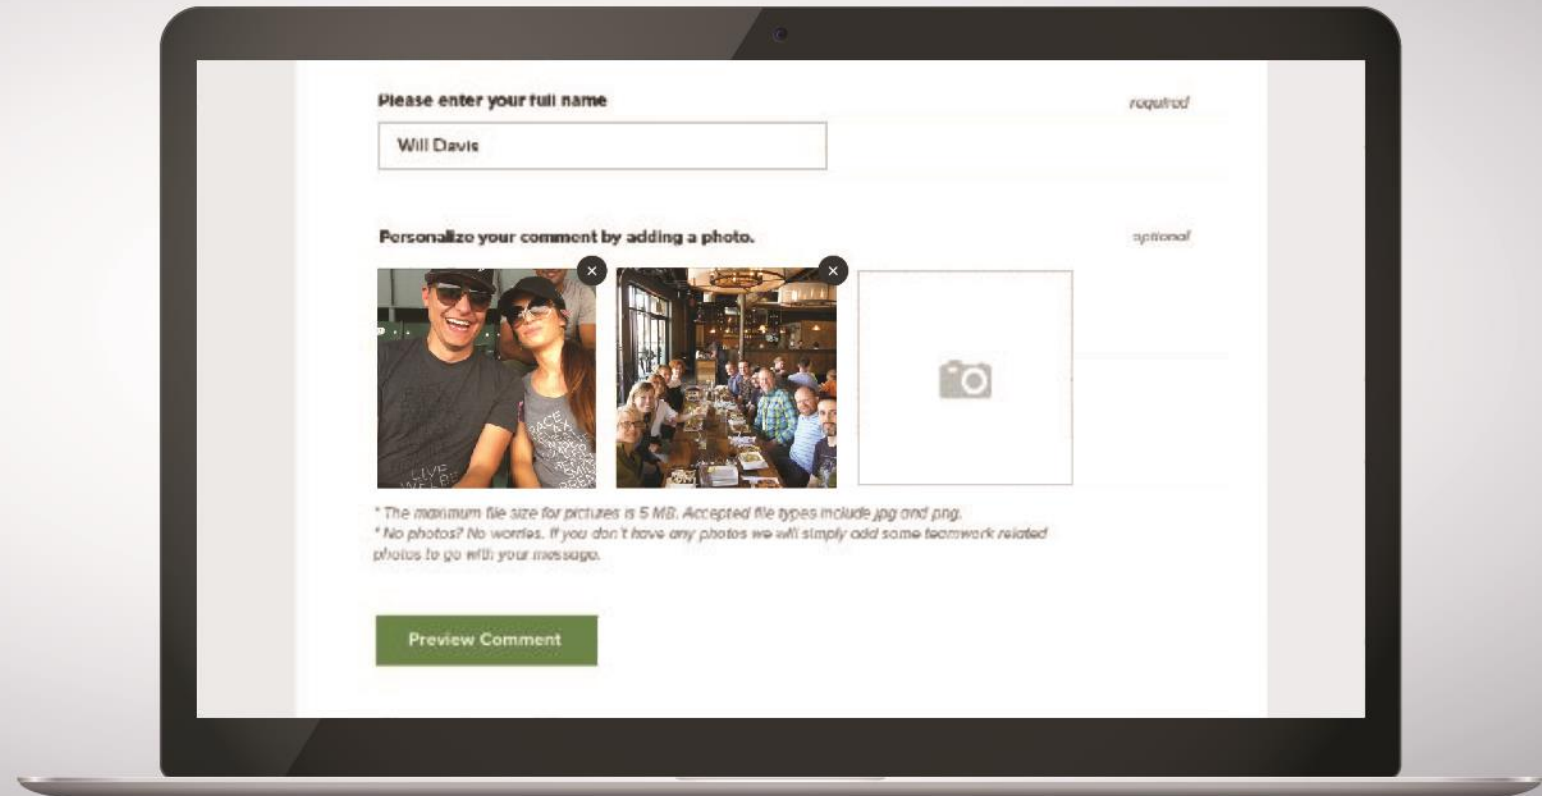 Please enter your full name
required
Will Davis
Personalize your comment by adding a photo.
optional
LIVE
* The maximum file size for pictures is 5 MB. Accepted file types include jpg and png.
* No photos? No worries. If you don't have any photos we will simply add some teamwork related
photos to go with your message.
Preview Comment